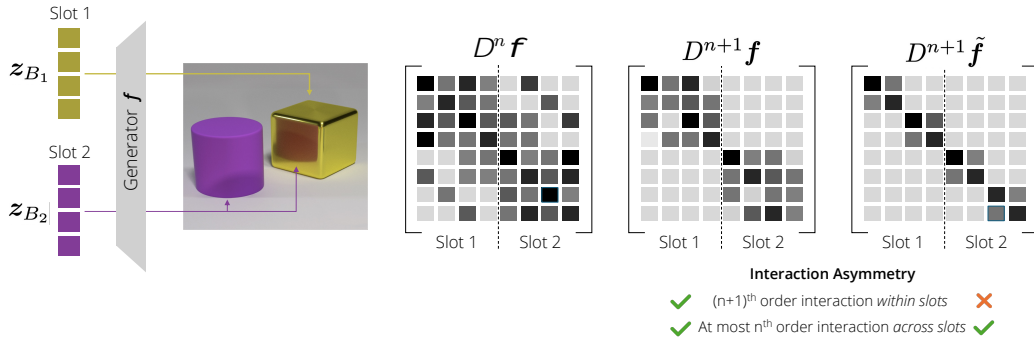 Slot 1
z_{B_1}
Generator f
Slot 2
z_{B_2}
D^n f
Slot 1 Slot 2
D^{n+1} f
Slot 1 Slot 2
D^{n+1} \tilde{f}
Slot 1 Slot 2
Interaction Asymmetry
✓ (n+1)^{th} order interaction within slots ✕
✓ At most n^{th} order interaction across slots ✓